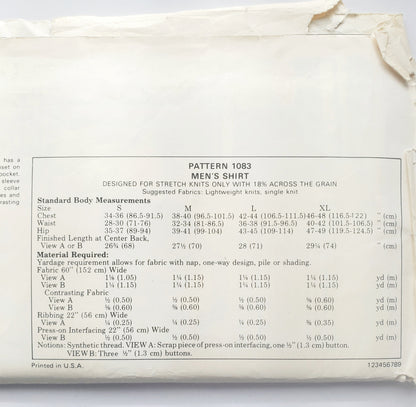 has a
nset on
pocket.
sleeve
collar
es and
rasting
PATTERN 1083
MEN'S SHIRT
DESIGNED FOR STRETCH KNITS ONLY WITH 18% ACROSS THE GRAIN
Suggested Fabrics: Lightweight knits, single knit
Standard Body Measurements
Size S M L XL
Chest 34-36 (86.5-91.5) 38-40 (96.5-101.5) 42-44 (106.5-111.5) 46-48 (116.5-122) " (cm)
Waist 28-30 (71-76) 32-34 (81-86.5) 36-38 (91.5-96.5) 40-42 (101.5-106.5) " (cm)
Hip 35-37 (89-94) 39-41 (99-104) 43-45 (109-114) 47-49 (119.5-124.5) " (cm)
Finished Length at Center Back,
View A or B 26¾ (68) 27½ (70) 28 (71) 29¼ (74) " (cm)
Material Required:
Yardage requirement allows for fabric with nap, one-way design, pile or shading.
Fabric 60" (152 cm) Wide
View A 1⅛ (1.05) 1¼ (1.15) 1¼ (1.15) 1¼ (1.15) yd (m)
View B 1¼ (1.15) 1¼ (1.15) 1¼ (1.15) 1¼ (1.15) yd (m)
Contrasting Fabric
View A ½ (0.50) ½ (0.50) ½ (0.50) ⅝ (0.60) yd (m)
View B ½ (0.50) ⅝ (0.60) ⅝ (0.60) ⅝ (0.60) yd (m)
Ribbing 22" (56 cm) Wide
View A ¼ (0.25) ¼ (0.25) ¼ (0.25) ⅜ (0.35) yd (m)
Press-on Interfacing 22" (56 cm) Wide
View B ½ (0.50) ½ (0.50) ½ (0.50) ½ (0.50) yd (m)
Notions: Synthetic thread. VIEW A: Scrap piece of press-on interfacing, one ½" (1.3 cm) button.
VIEW B: Three ½" (1.3 cm) buttons.
Printed in U.S.A. 123456789